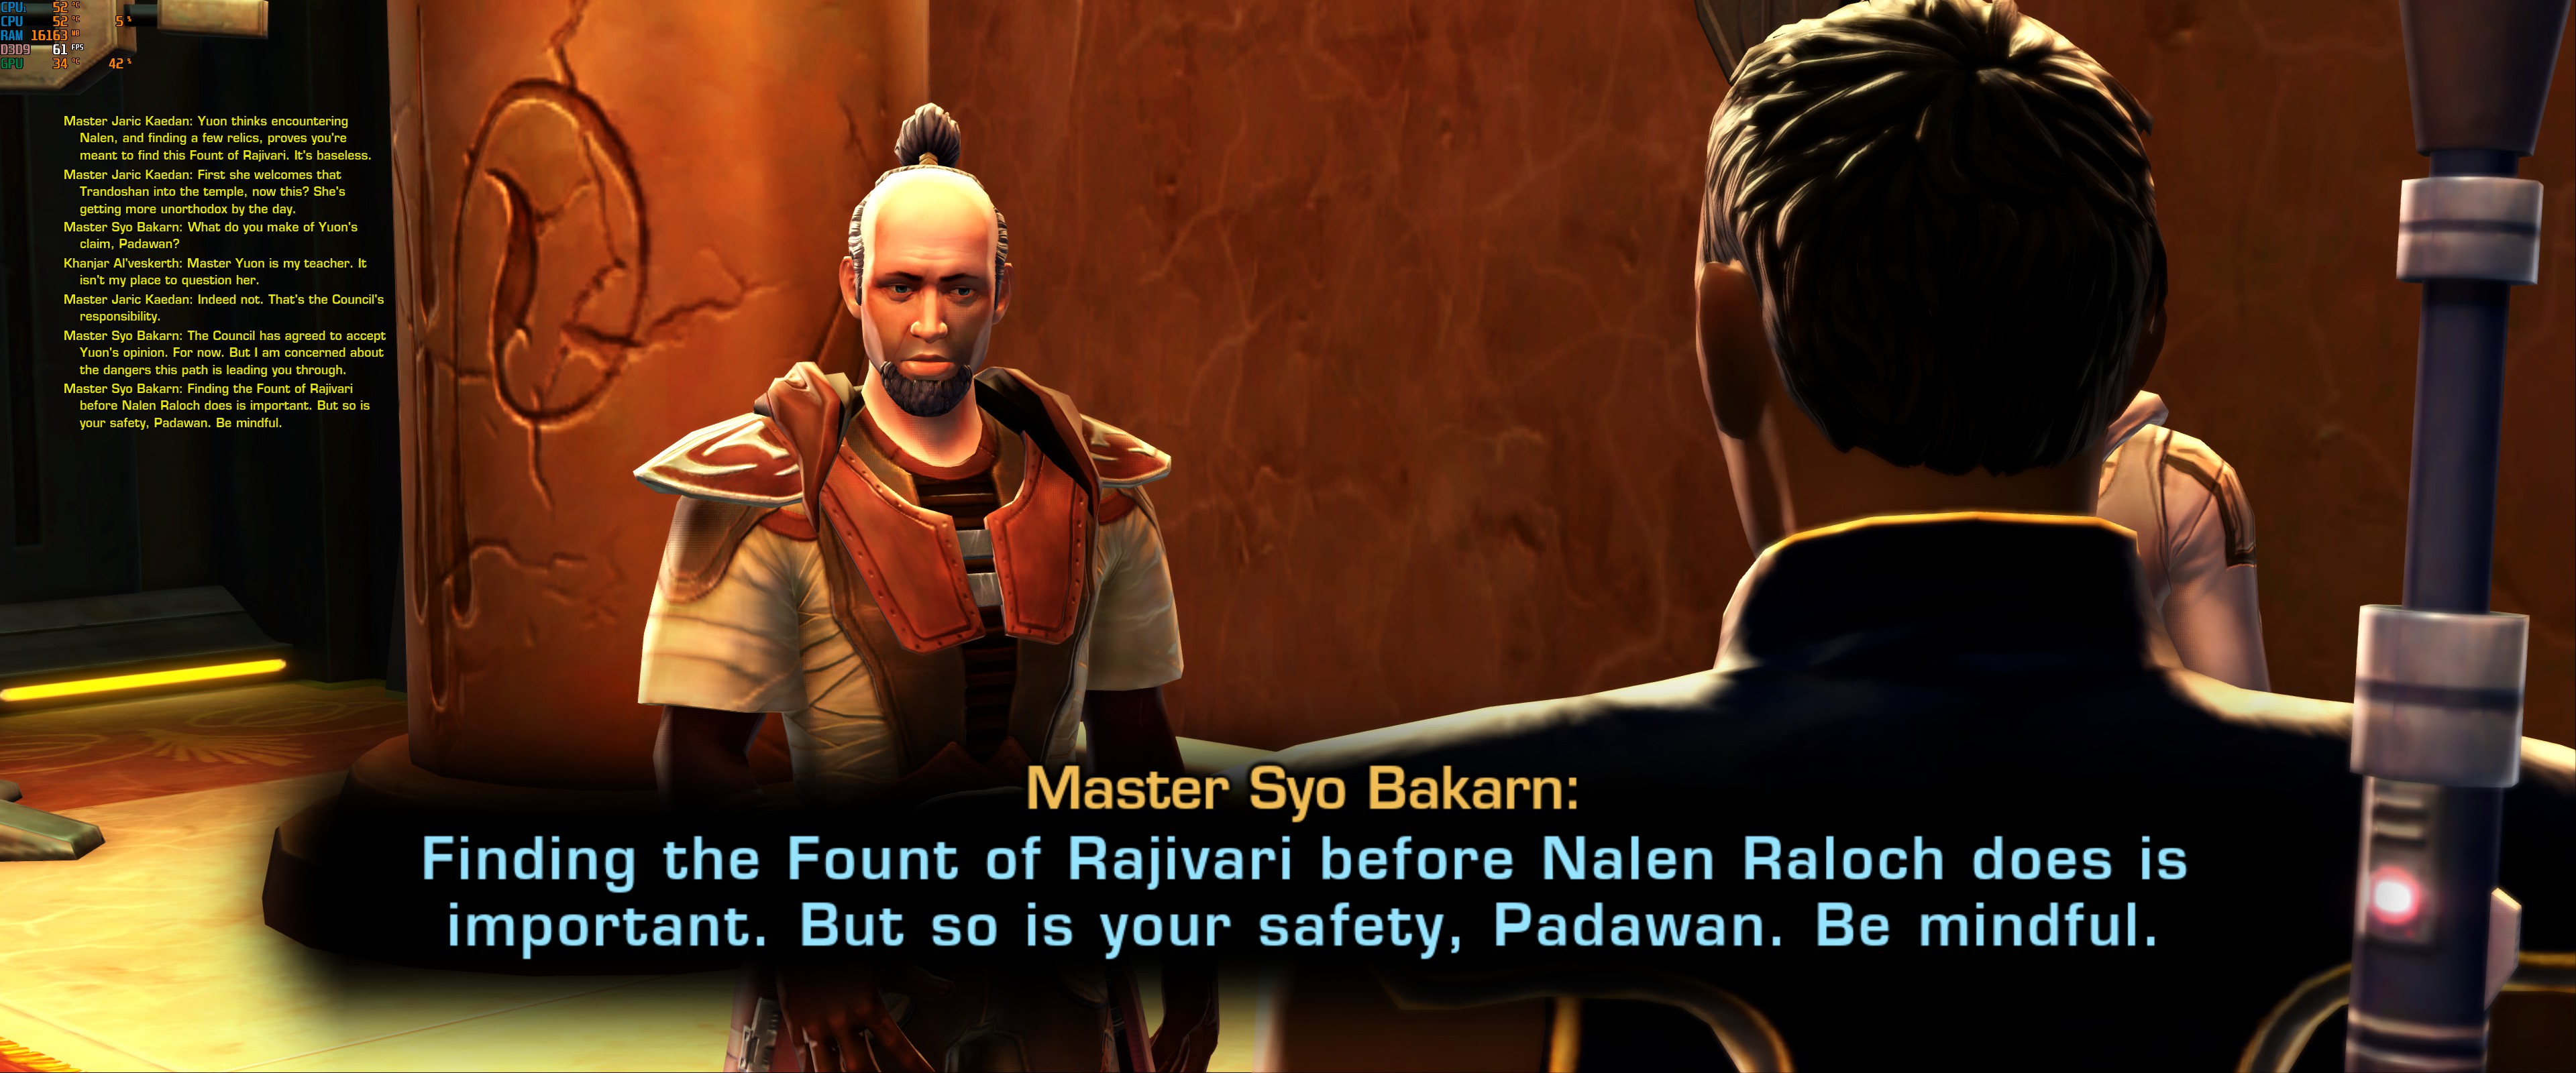 CPU 52 °C
CPU 52 °C 5 %
RAM 16163 MB
D3D9 61 FPS
GPU 34 °C 42 %
Master Jaric Kaedan: Yuon thinks encountering
Nalen, and finding a few relics, proves you're
meant to find this Fount of Rajivari. It's baseless.
Master Jaric Kaedan: First she welcomes that
Trandoshan into the temple, now this? She's
getting more unorthodox by the day.
Master Syo Bakarn: What do you make of Yuon's
claim, Padawan?
Khanjar Al'veskerth: Master Yuon is my teacher. It
isn't my place to question her.
Master Jaric Kaedan: Indeed not. That's the Council's
responsibility.
Master Syo Bakarn: The Council has agreed to accept
Yuon's opinion. For now. But I am concerned about
the dangers this path is leading you through.
Master Syo Bakarn: Finding the Fount of Rajivari
before Nalen Raloch does is important. But so is
your safety, Padawan. Be mindful.
Master Syo Bakarn:
Finding the Fount of Rajivari before Nalen Raloch does is
important. But so is your safety, Padawan. Be mindful.